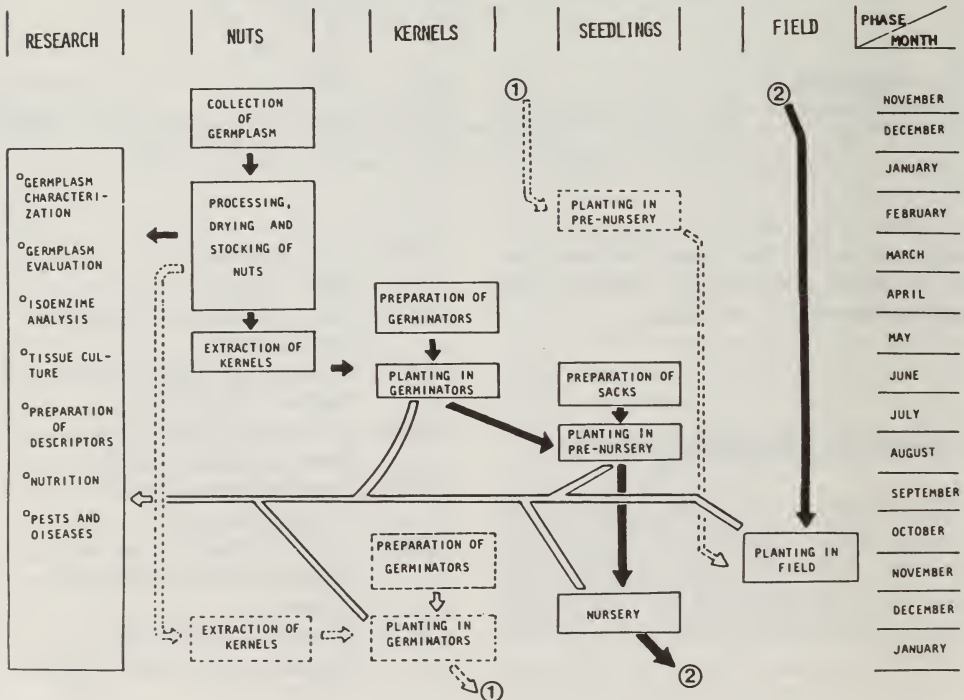 RESEARCH
NUTS
KERNELS
SEEDLINGS
FIELD
PHASE
MONTH
①
②
COLLECTION
OF
GERMPLASM
PROCESSING,
DRYING AND
STOCKING OF
NUTS
EXTRACTION OF
KERNELS
°GERMPLASM
CHARACTERI-
ZATION
°GERMPLASM
EVALUATION
°ISOENZIME
ANALYSIS
°TISSUE CUL-
TURE
°PREPARATION
OF
DESCRIPTORS
°NUTRITION
°PESTS AND
DISEASES
PREPARATION OF
GERMINATORS
PLANTING IN
GERMINATORS
PLANTING IN
PRE-NURSERY
PREPARATION OF
SACKS
PLANTING IN
PRE-NURSERY
PREPARATION OF
GERMINATORS
EXTRACTION OF
KERNELS
PLANTING IN
GERMINATORS
①
NURSERY
②
PLANTING IN
FIELD
NOVEMBER
DECEMBER
JANUARY
FEBRUARY
MARCH
APRIL
MAY
JUNE
JULY
AUGUST
SEPTEMBER
OCTOBER
NOVEMBER
DECEMBER
JANUARY